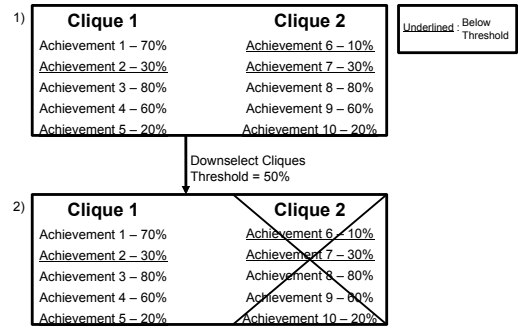 1)
Clique 1 Clique 2
Achievement 1 – 70% Achievement 6 – 10%
Achievement 2 – 30% Achievement 7 – 30%
Achievement 3 – 80% Achievement 8 – 80%
Achievement 4 – 60% Achievement 9 – 60%
Achievement 5 – 20% Achievement 10 – 20%
Underlined : Below
Threshold
Downselect Cliques
Threshold = 50%
2)
Clique 1 Clique 2
Achievement 1 – 70% Achievement 6 – 10%
Achievement 2 – 30% Achievement 7 – 30%
Achievement 3 – 80% Achievement 8 – 80%
Achievement 4 – 60% Achievement 9 – 60%
Achievement 5 – 20% Achievement 10 – 20%